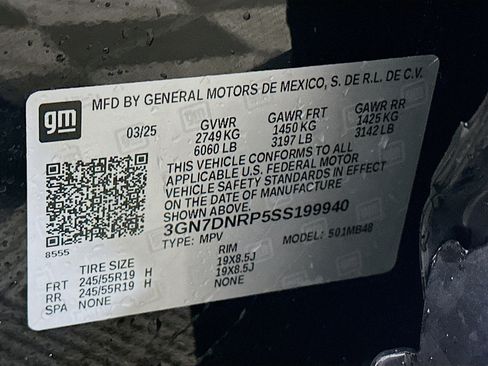 MFD BY GENERAL MOTORS DE MEXICO, S. DE R.L. DE C.V.
gm
03/25 GVWR GAWR FRT GAWR RR
2749 KG 1450 KG 1425 KG
6060 LB 3197 LB 3142 LB
THIS VEHICLE CONFORMS TO ALL
APPLICABLE U.S. FEDERAL MOTOR
VEHICLE SAFETY STANDARDS IN EFFECT
ON THE DATE OF MANUFACTURE
SHOWN ABOVE.
3GN7DNRP5SS199940
TYPE: MPV MODEL: 501MB48
8555
TIRE SIZE RIM
FRT 245/55R19 H 19X8.5J
RR 245/55R19 H 19X8.5J
SPA NONE NONE